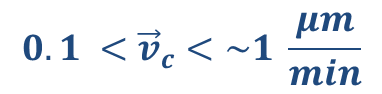 0.1 < v⃗c < ~1 μm/min